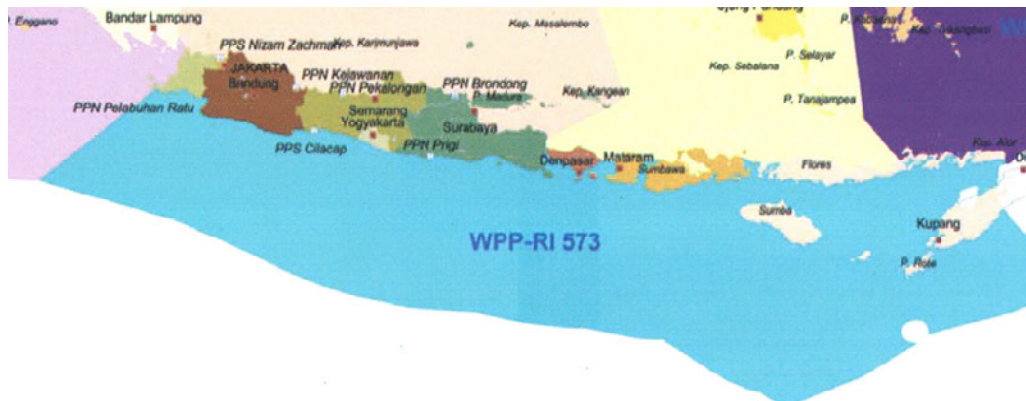 P. Enggano
Bandar Lampung
Kep. Masalembo
P. Selayar
PPS Nizam Zachman
Kep. Karimunjawa
Kep. Sebalana
JAKARTA
Bandung
PPN Kejawanan
PPN Pekalongan
PPN Brondong
P. Madura
Kep. Kangean
P. Tanajampea
PPN Pelabuhan Ratu
Semarang
Yogyakarta
Surabaya
PPS Cilacap
PPN Prigi
Kep. Alor
Denpasar
Mataram
Sumbawa
Flores
Sumba
Kupang
WPP-RI 573
P. Rote